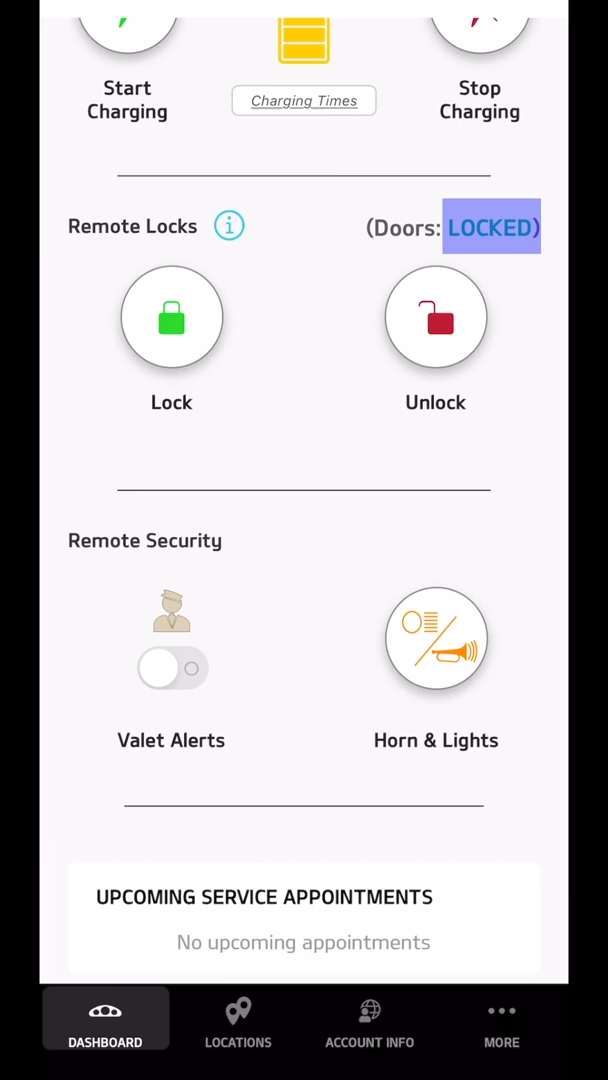 Start
Charging
Charging Times
Stop
Charging
Remote Locks
(Doors: LOCKED)
Lock
Unlock
Remote Security
Valet Alerts
Horn & Lights
UPCOMING SERVICE APPOINTMENTS
No upcoming appointments
DASHBOARD
LOCATIONS
ACCOUNT INFO
MORE